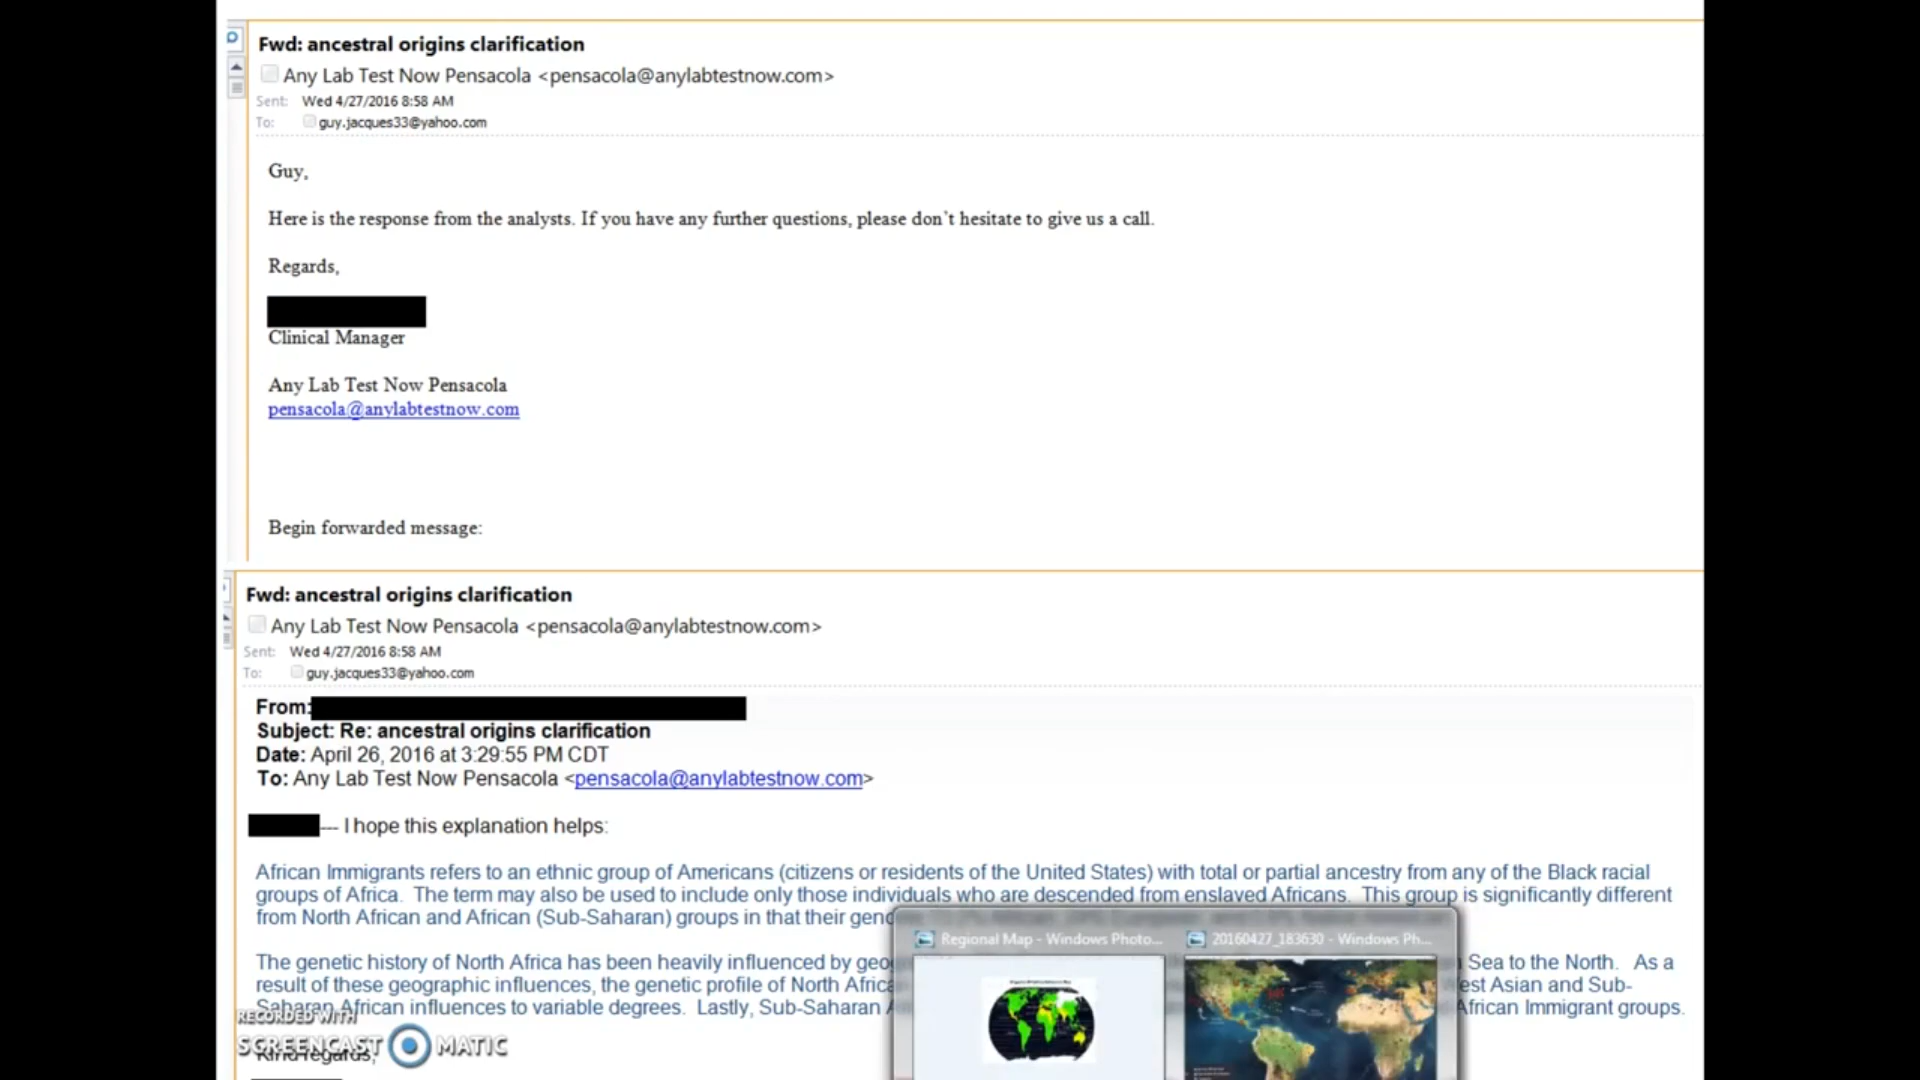 Fwd: ancestral origins clarification
Any Lab Test Now Pensacola <pensacola@anylabtestnow.com>
Sent: Wed 4/27/2016 8:58 AM
To: guy.jacques33@yahoo.com
Guy,
Here is the response from the analysts. If you have any further questions, please don't hesitate to give us a call.
Regards,
Clinical Manager
Any Lab Test Now Pensacola
pensacola@anylabtestnow.com
Begin forwarded message:
Fwd: ancestral origins clarification
Any Lab Test Now Pensacola <pensacola@anylabtestnow.com>
Sent: Wed 4/27/2016 8:58 AM
To: guy.jacques33@yahoo.com
From:
Subject: Re: ancestral origins clarification
Date: April 26, 2016 at 3:29:55 PM CDT
To: Any Lab Test Now Pensacola <pensacola@anylabtestnow.com>
--- I hope this explanation helps:
African Immigrants refers to an ethnic group of Americans (citizens or residents of the United States) with total or partial ancestry from any of the Black racial
groups of Africa. The term may also be used to include only those individuals who are descended from enslaved Africans. This group is significantly different
from North African and African (Sub-Saharan) groups in that their
Regional Map - Windows Photo... 20160427_183630 - Windows Ph...
The genetic history of North Africa has been heavily influenced by Sea to the North. As a
result of these geographic influences, the genetic profile of North West Asian and Sub-
Saharan African influences to variable degrees. Lastly, Sub-Saharan African Immigrant groups.
RECORDED WITH
SCREENCAST MATIC
Kind regards,